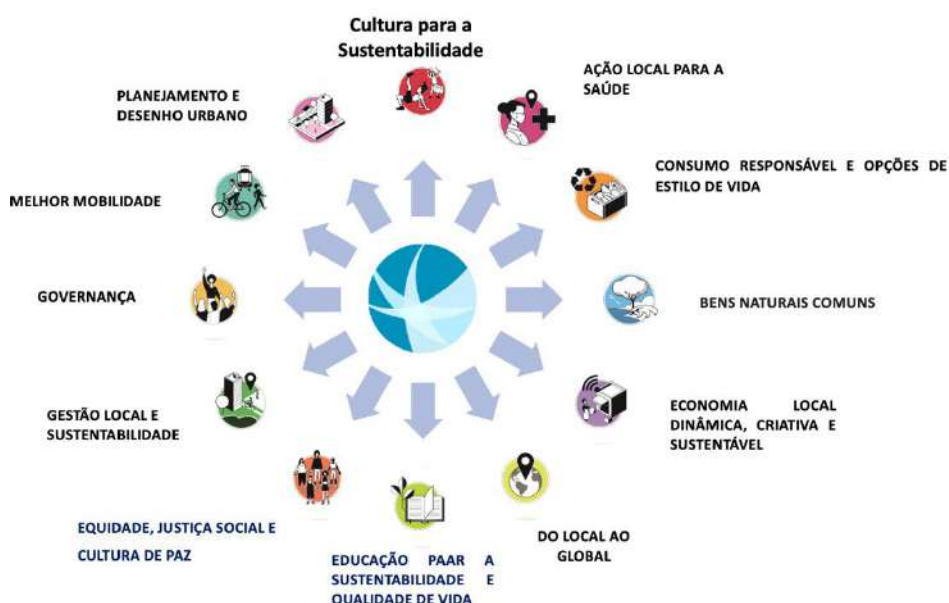 Cultura para a
Sustentabilidade
AÇÃO LOCAL PARA A
SAÚDE
CONSUMO RESPONSÁVEL E OPÇÕES DE
ESTILO DE VIDA
BENS NATURAIS COMUNS
ECONOMIA LOCAL
DINÂMICA, CRIATIVA E
SUSTENTÁVEL
DO LOCAL AO
GLOBAL
EDUCAÇÃO PAAR A
SUSTENTABILIDADE E
QUALIDADE DE VIDA
EQUIDADE, JUSTIÇA SOCIAL E
CULTURA DE PAZ
GESTÃO LOCAL E
SUSTENTABILIDADE
GOVERNANÇA
MELHOR MOBILIDADE
PLANEJAMENTO E
DESENHO URBANO